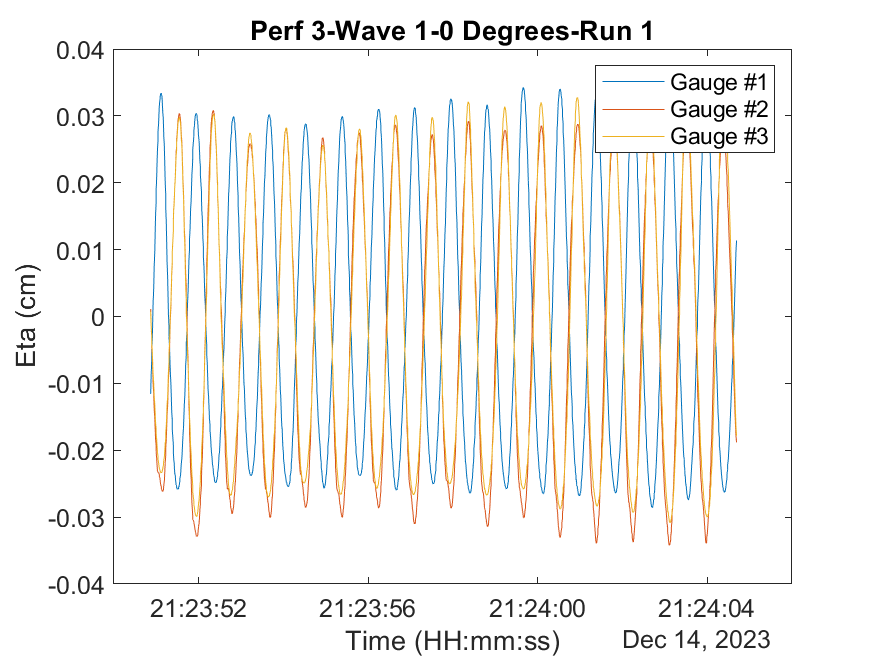 Perf 3-Wave 1-0 Degrees-Run 1
0.04
0.03
0.02
0.01
0
-0.01
-0.02
-0.03
-0.04
Eta (cm)
Gauge #1
Gauge #2
Gauge #3
21:23:52 21:23:56 21:24:00 21:24:04
Time (HH:mm:ss)
Dec 14, 2023